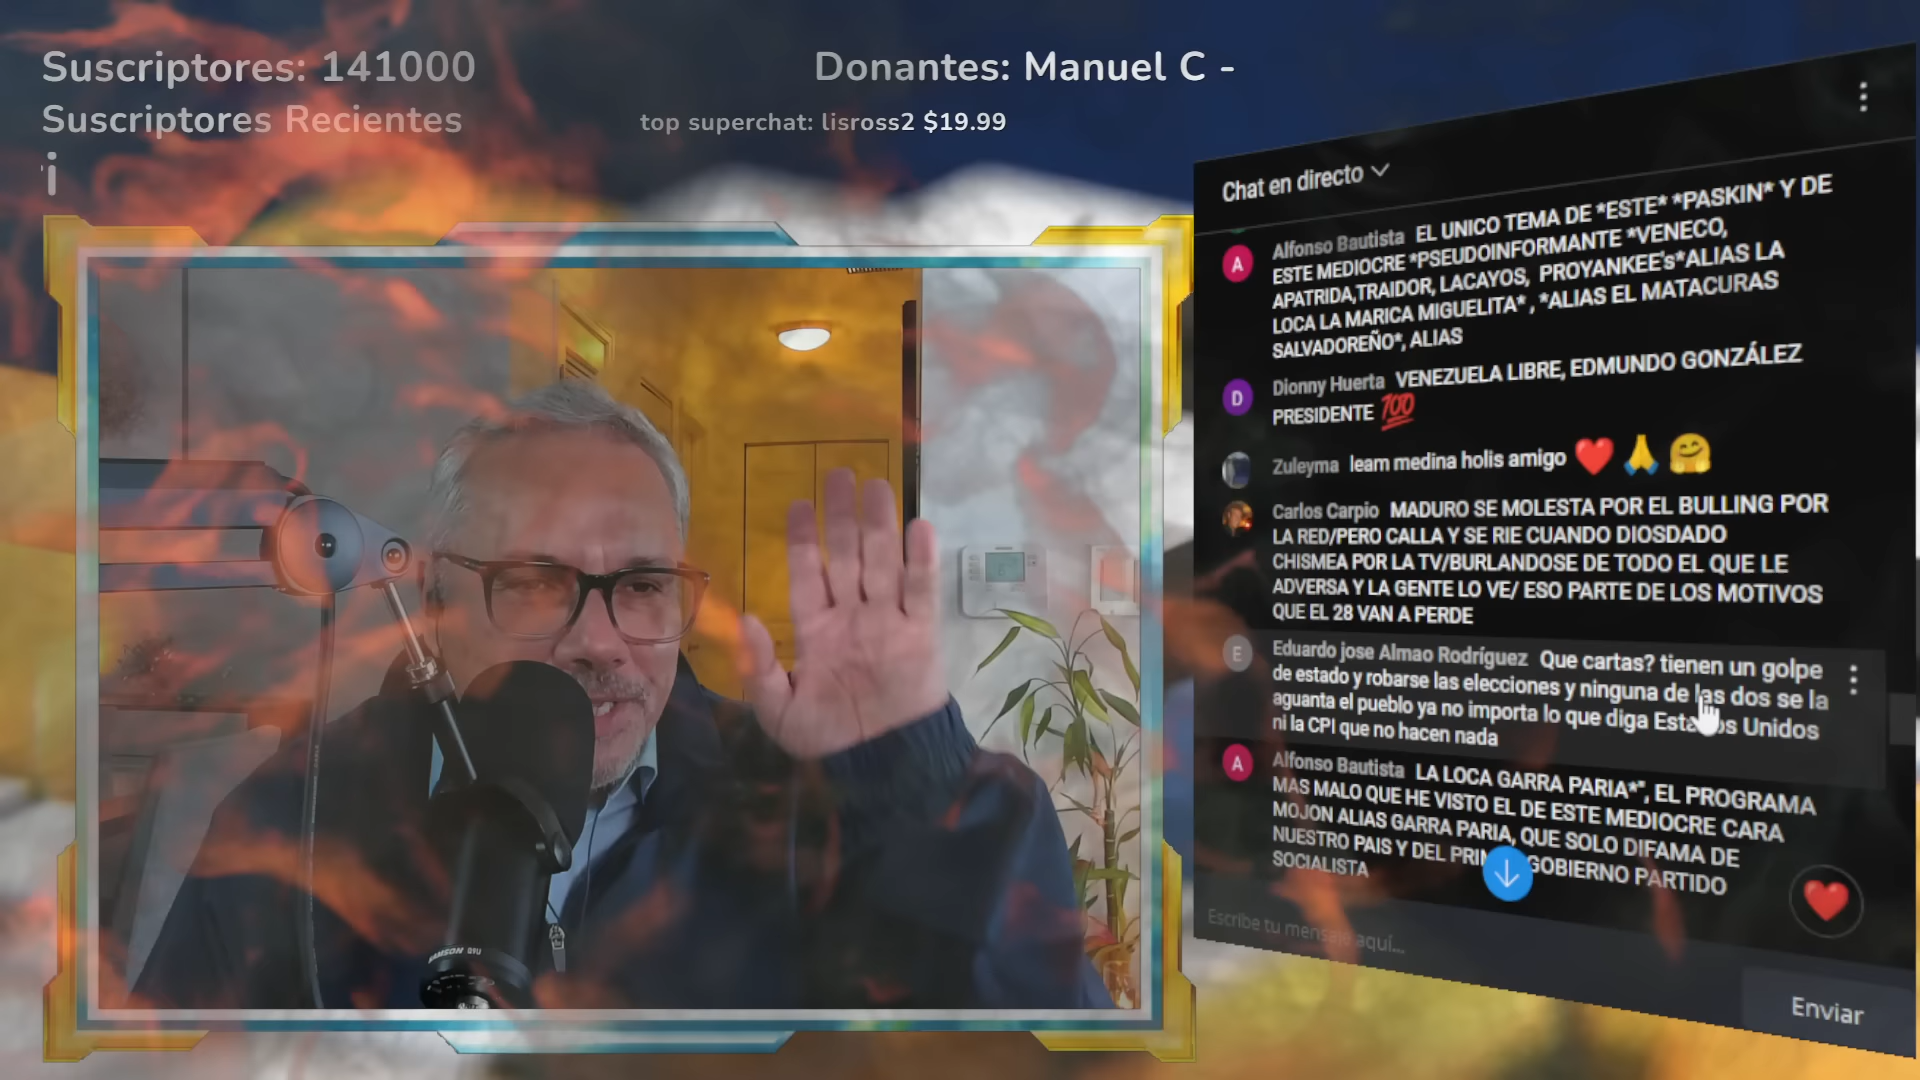 Suscriptores: 141000
Suscriptores Recientes
i
Donantes: Manuel C -
top superchat: lisross2 $19.99
Chat en directo
Alfonso Bautista EL UNICO TEMA DE *ESTE* *PASKIN* Y DE
ESTE MEDIOCRE *PSEUDOINFORMANTE *VENECO,
APATRIDA,TRAIDOR, LACAYOS, PROYANKEE's*ALIAS LA
LOCA LA MARICA MIGUELITA* , *ALIAS EL MATACURAS
SALVADOREÑO*, ALIAS
Dionny Huerta VENEZUELA LIBRE, EDMUNDO GONZÁLEZ
PRESIDENTE 💯
Zuleyma leam medina holis amigo ❤️🙏🤗
Carlos Carpio MADURO SE MOLESTA POR EL BULLING POR
LA RED/PERO CALLA Y SE RIE CUANDO DIOSDADO
CHISMEA POR LA TV/BURLANDOSE DE TODO EL QUE LE
ADVERSA Y LA GENTE LO VE/ ESO PARTE DE LOS MOTIVOS
QUE EL 28 VAN A PERDE
Eduardo jose Almao Rodríguez Que cartas? tienen un golpe
de estado y robarse las elecciones y ninguna de las dos se la
aguanta el pueblo ya no importa lo que diga Estados Unidos
ni la CPI que no hacen nada
Alfonso Bautista LA LOCA GARRA PARIA*", EL PROGRAMA
MAS MALO QUE HE VISTO EL DE ESTE MEDIOCRE CARA
MOJON ALIAS GARRA PARIA, QUE SOLO DIFAMA DE
NUESTRO PAIS Y DEL GOBIERNO PARTIDO
SOCIALISTA
Escribe tu mensaje aquí...
Enviar
A
D
E
A
SAMSON Q9U